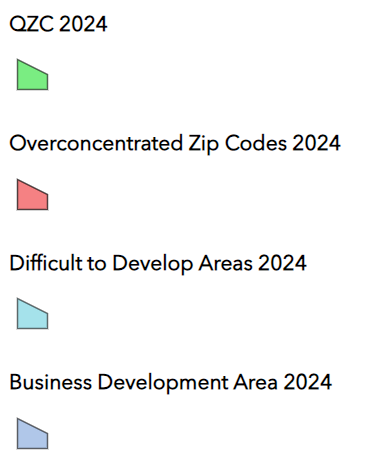 QZC 2024
Overconcentrated Zip Codes 2024
Difficult to Develop Areas 2024
Business Development Area 2024